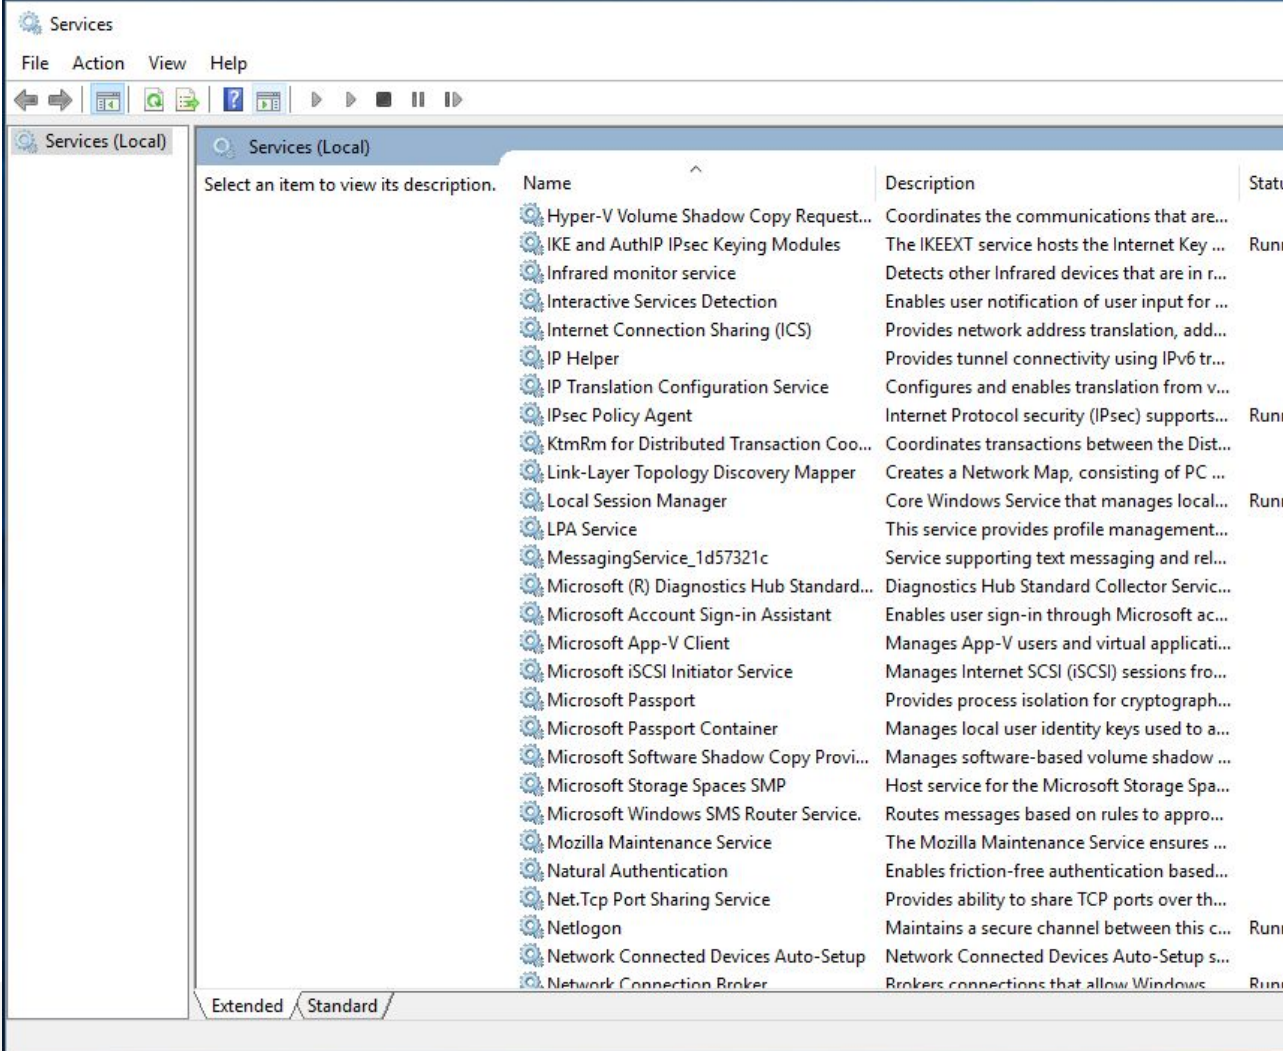 Services
File Action View Help
Services (Local)
Services (Local)
Select an item to view its description.
Name Description Statu
Hyper-V Volume Shadow Copy Request... Coordinates the communications that are...
IKE and AuthIP IPsec Keying Modules The IKEEXT service hosts the Internet Key ... Runn
Infrared monitor service Detects other Infrared devices that are in r...
Interactive Services Detection Enables user notification of user input for ...
Internet Connection Sharing (ICS) Provides network address translation, add...
IP Helper Provides tunnel connectivity using IPv6 tr...
IP Translation Configuration Service Configures and enables translation from v...
IPsec Policy Agent Internet Protocol security (IPsec) supports... Runn
KtmRm for Distributed Transaction Coo... Coordinates transactions between the Dist...
Link-Layer Topology Discovery Mapper Creates a Network Map, consisting of PC ...
Local Session Manager Core Windows Service that manages local... Runn
LPA Service This service provides profile management...
MessagingService_1d57321c Service supporting text messaging and rel...
Microsoft (R) Diagnostics Hub Standard... Diagnostics Hub Standard Collector Servic...
Microsoft Account Sign-in Assistant Enables user sign-in through Microsoft ac...
Microsoft App-V Client Manages App-V users and virtual applicati...
Microsoft iSCSI Initiator Service Manages Internet SCSI (iSCSI) sessions fro...
Microsoft Passport Provides process isolation for cryptograph...
Microsoft Passport Container Manages local user identity keys used to a...
Microsoft Software Shadow Copy Provi... Manages software-based volume shadow ...
Microsoft Storage Spaces SMP Host service for the Microsoft Storage Spa...
Microsoft Windows SMS Router Service. Routes messages based on rules to appro...
Mozilla Maintenance Service The Mozilla Maintenance Service ensures ...
Natural Authentication Enables friction-free authentication based...
Net.Tcp Port Sharing Service Provides ability to share TCP ports over th...
Netlogon Maintains a secure channel between this c... Runn
Network Connected Devices Auto-Setup Network Connected Devices Auto-Setup s...
Network Connection Broker Brokers connections that allow Windows Runn
Extended Standard